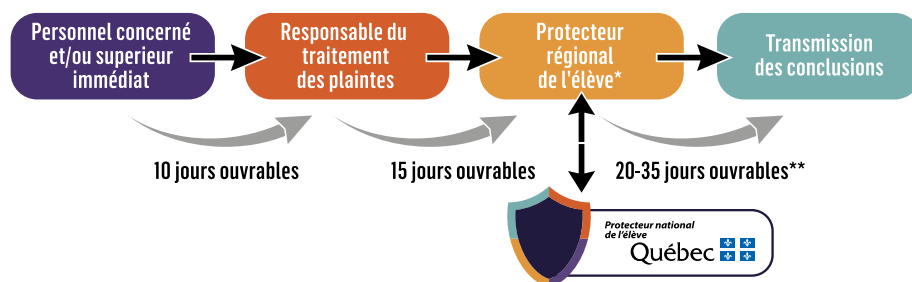 Personnel concerné
et/ou superieur
immédiat
Responsable du
traitement
des plaintes
Protecteur
régional
de l'élève*
Transmission
des conclusions
10 jours ouvrables
15 jours ouvrables
20-35 jours ouvrables**
Protecteur national
de l'élève
Québec